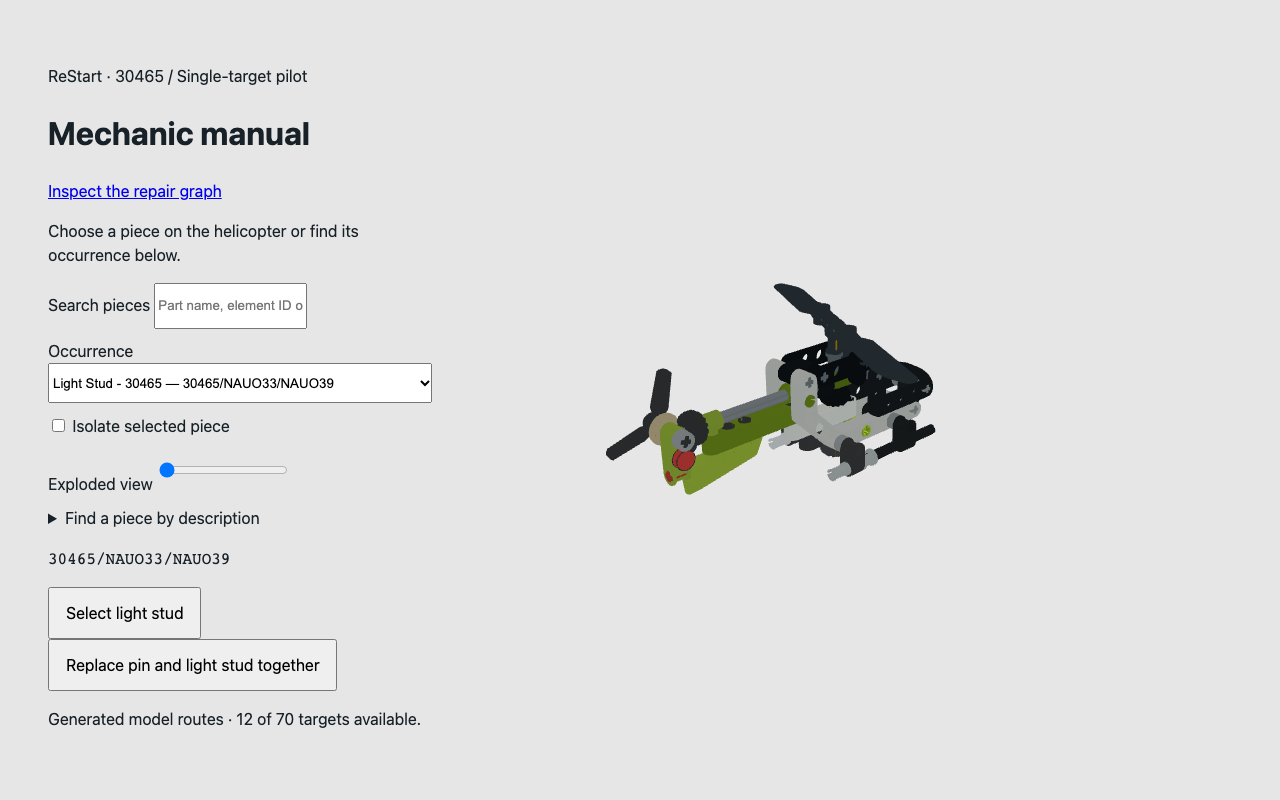 ReStart · 30465 / Single-target pilot
Mechanic manual
Inspect the repair graph
Choose a piece on the helicopter or find its
occurrence below.
Search pieces Part name, element ID o
Occurrence
Light Stud - 30465 — 30465/NAUO33/NAUO39
Isolate selected piece
Exploded view
Find a piece by description
30465/NAUO33/NAUO39
Select light stud
Replace pin and light stud together
Generated model routes · 12 of 70 targets available.